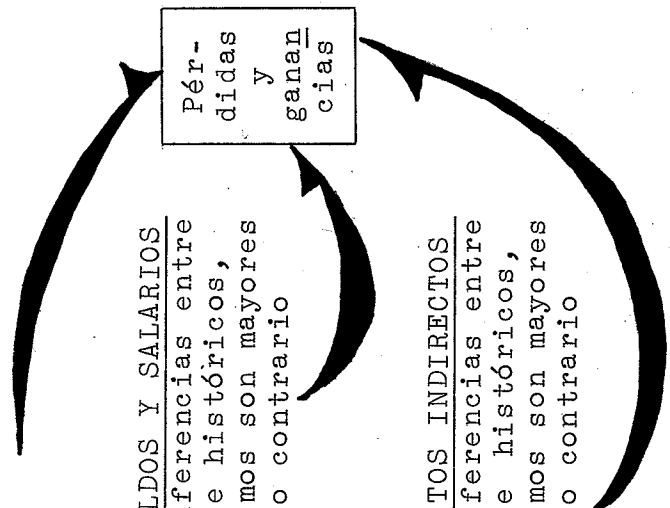 Pér-
didas
y
ganan
cias
LDOS Y SALARIOS
ferencias entre
e históricos,
mos son mayores
o contrario
TOS INDIRECTOS
ferencias entre
e históricos,
mos son mayores
o contrario